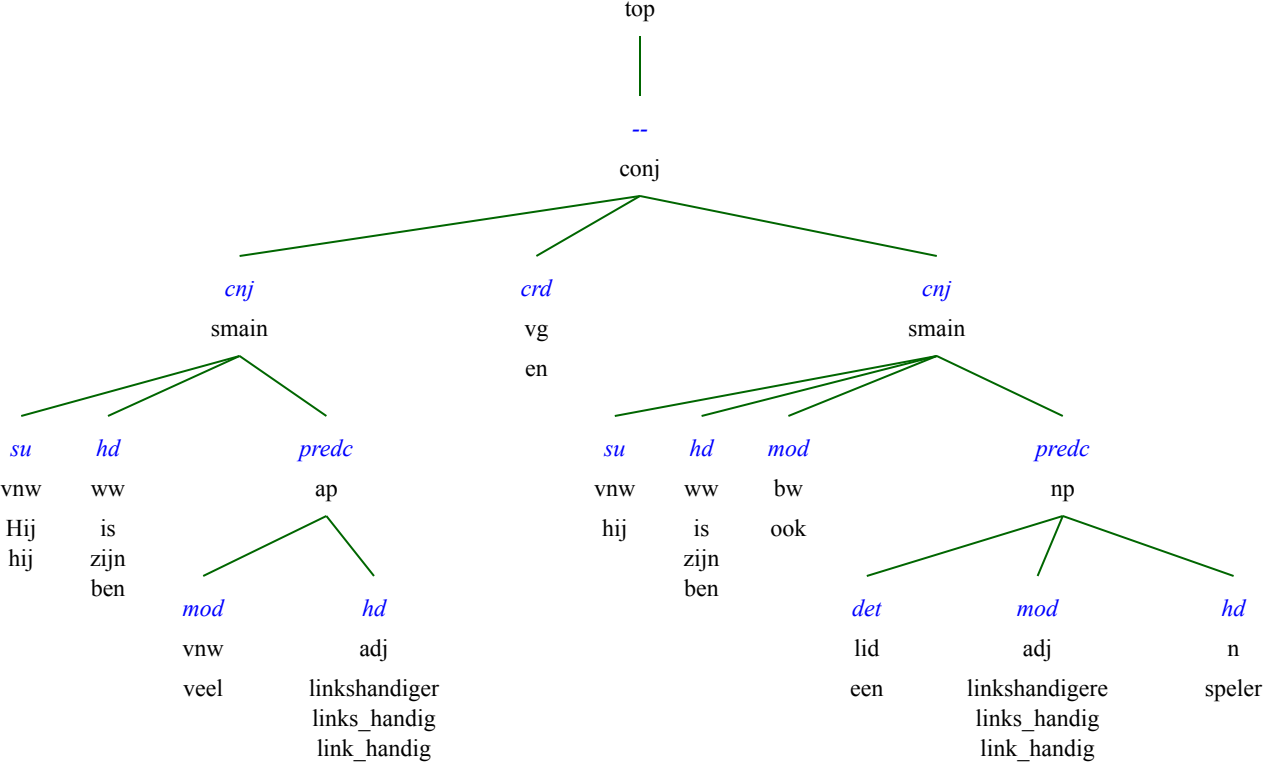 top
--
conj
cnj crd cnj
smain vg smain
en
su hd predc su hd mod predc
vnw ww ap vnw ww bw np
Hij is hij is ook
hij zijn zijn
ben ben
mod hd det mod hd
vnw adj lid adj n
veel linkshandiger een linkshandigere speler
links_handig links_handig
link_handig link_handig